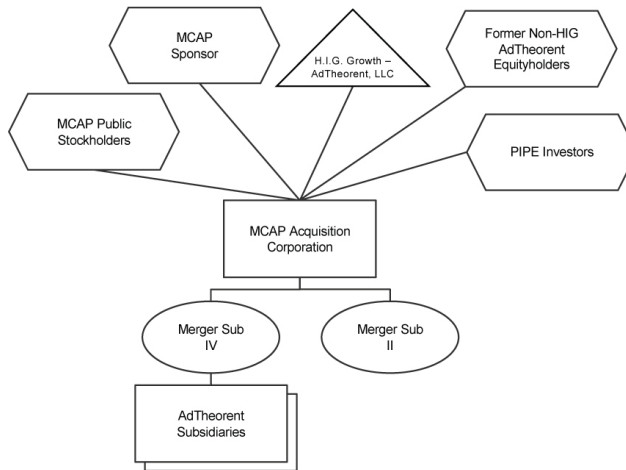 MCAP
Sponsor
H.I.G. Growth –
AdTheorent, LLC
Former Non-HIG
AdTheorent
Equityholders
MCAP Public
Stockholders
PIPE Investors
MCAP Acquisition
Corporation
Merger Sub
IV
Merger Sub
II
AdTheorent
Subsidiaries